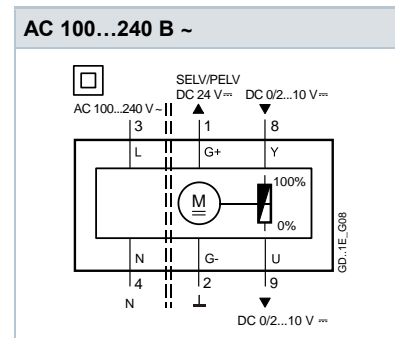 AC 100…240 В ~
SELV/PELV
DC 24 V⎓ DC 0/2...10 V⎓
AC 100...240 V~
3 1 8
L G+ Y
M
100%
0%
N G- U
4 2 9
N
DC 0/2...10 V ⎓
GD..1E_G08